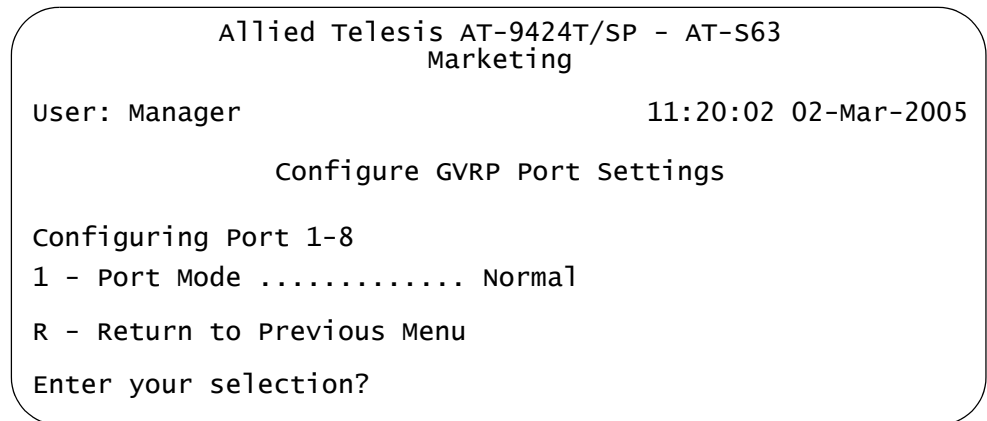 Allied Telesis AT-9424T/SP - AT-S63
Marketing
User: Manager 11:20:02 02-Mar-2005
Configure GVRP Port Settings
Configuring Port 1-8
1 - Port Mode ............. Normal
R - Return to Previous Menu
Enter your selection?